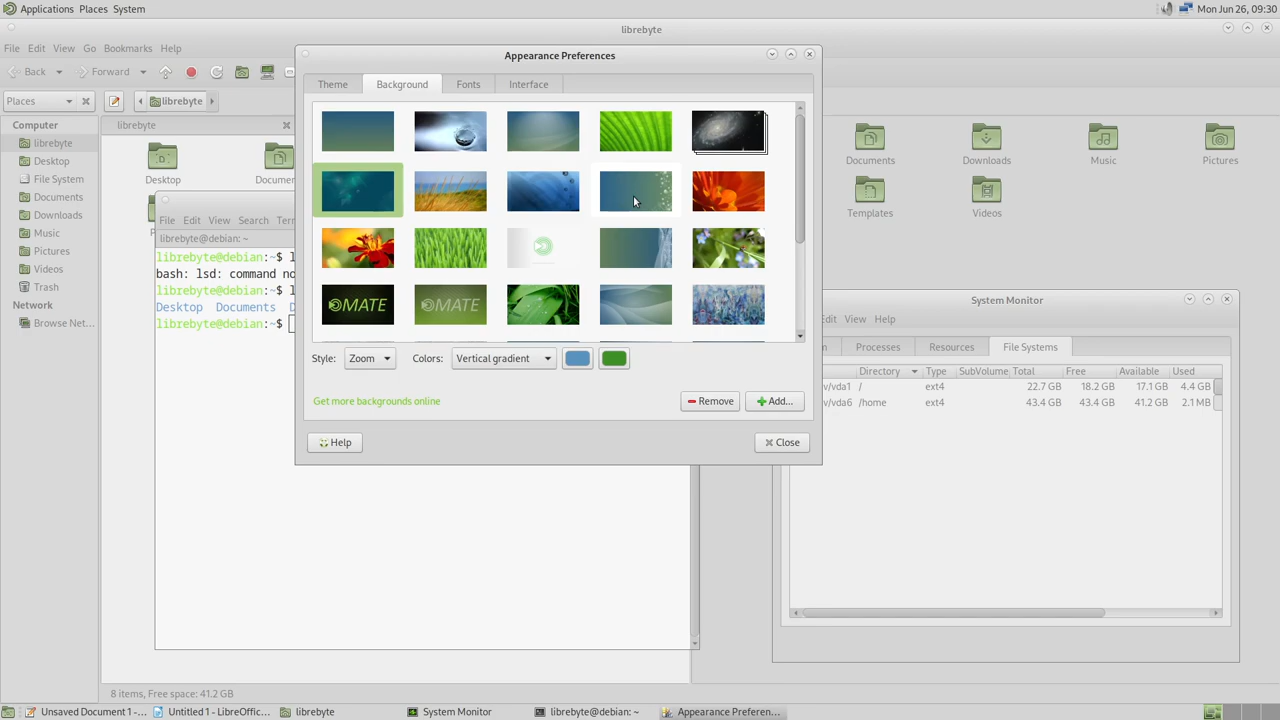 Applications Places System
Mon Jun 26, 09:30
librebyte
File Edit View Go Bookmarks Help
Back Forward
Places
librebyte
Computer
librebyte
Desktop
File System
Documents
Downloads
Music
Pictures
Videos
Trash
Network
Browse Net...
librebyte
Desktop
Documents
Downloads
Music
Pictures
Templates
Videos
File Edit View Search
librebyte@debian: ~
librebyte@debian:~$ l
bash: lsd: command no
librebyte@debian:~$ l
Desktop Documents D
librebyte@debian:~$
8 items, Free space: 41.2 GB
Appearance Preferences
Theme Background Fonts Interface
MATE
MATE
Style: Zoom Colors: Vertical gradient
Get more backgrounds online
Remove Add...
Help Close
System Monitor
Edit View Help
Processes Resources File Systems
Directory Type SubVolume Total Free Available Used
v/vda1 / ext4 22.7 GB 18.2 GB 17.1 GB 4.4 GB
v/vda6 /home ext4 43.4 GB 43.4 GB 41.2 GB 2.1 MB
Unsaved Document 1 -... Untitled 1 - LibreOffic... librebyte System Monitor librebyte@debian: ~ Appearance Preferen...